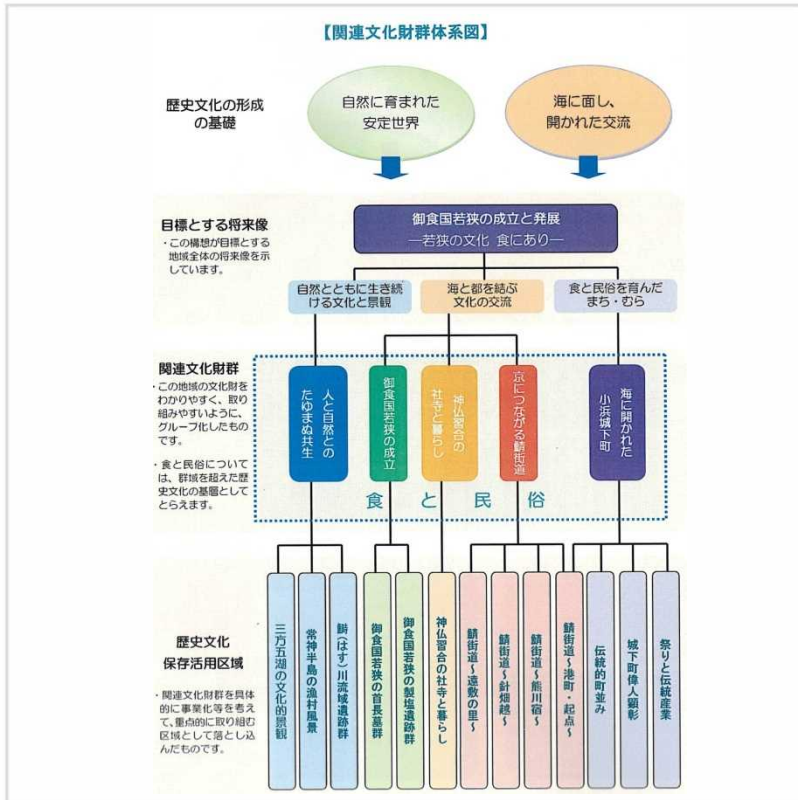 【関連文化財群体系図】
歴史文化の形成
の基礎
自然に育まれた
安定世界
海に面し、
開かれた交流
目標とする将来像
・この構想が目標とする
地域全体の将来像を示
しています。
御食国若狭の成立と発展
―若狭の文化 食にあり―
自然とともに生き続
ける文化と景観
海と都を結ぶ
文化の交流
食と民俗を育んだ
まち・むら
関連文化財群
・この地域の文化財を
わかりやすく、取り
組みやすいように、
グループ化したもの
です。
・食と民俗について
は、群域を超えた歴
史文化の基層として
とらえます。
人と自然との
たゆまぬ共生
御食国若狭の成立
神仏習合の
社寺と暮らし
京につながる鯖街道
海に開かれた
小浜城下町
食と民俗
歴史文化
保存活用区域
・関連文化財群を具体
的に事業化等を考え
て、重点的に取り組む
区域として落とし込
んだものです。
三方五湖の文化的景観
常神半島の漁村風景
鰣(はす)川流域遺跡群
御食国若狭の首長墓群
御食国若狭の製塩遺跡群
神仏習合の社寺と暮らし
鯖街道~遠敷の里~
鯖街道~針畑越~
鯖街道~熊川宿~
鯖街道~港町・起点~
伝統的町並み
城下町偉人顕彰
祭りと伝統産業